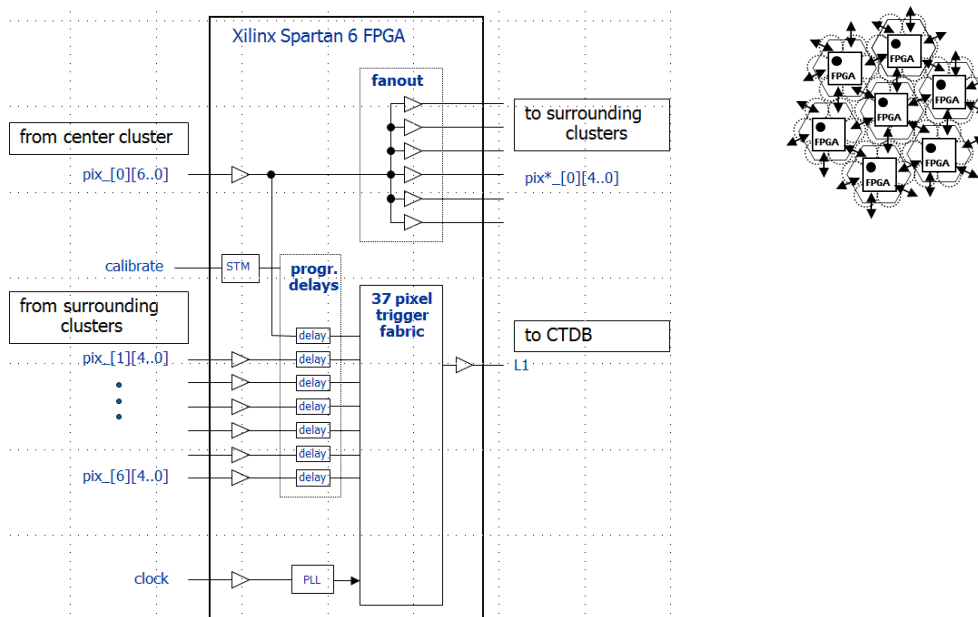 Xilinx Spartan 6 FPGA
fanout
from center cluster
to surrounding
clusters
pix_[0][6..0]
pix*_[0][4..0]
calibrate
STM
progr.
delays
from surrounding
clusters
37 pixel
trigger
fabric
to CTDB
delay
pix_[1][4..0]
delay
L1
delay
delay
delay
delay
pix_[6][4..0]
delay
clock
PLL
FPGA
FPGA
FPGA
FPGA
FPGA
FPGA
FPGA